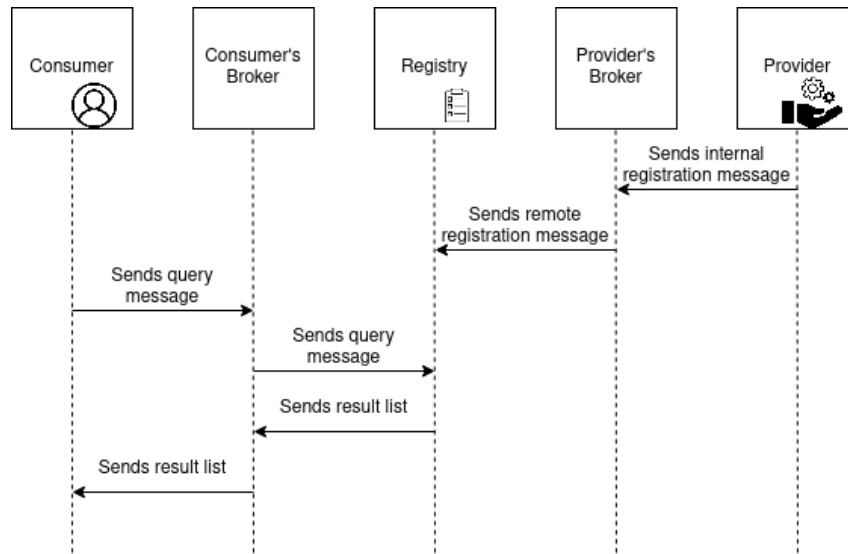 Consumer
Consumer's
Broker
Registry
Provider's
Broker
Provider
Sends internal
registration message
Sends remote
registration message
Sends query
message
Sends query
message
Sends result list
Sends result list